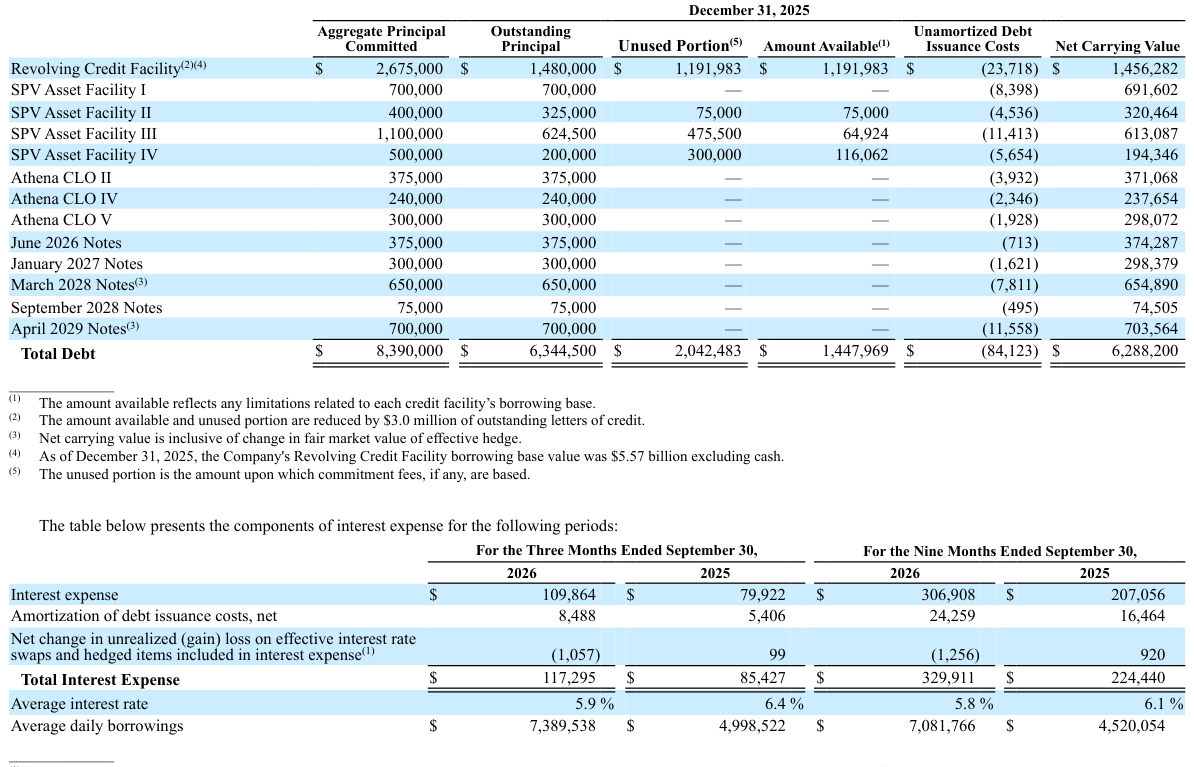 December 31, 2025
Aggregate Principal Committed Outstanding Principal Unused Portion(5) Amount Available(1) Unamortized Debt Issuance Costs Net Carrying Value
Revolving Credit Facility(2)(4) $ 2,675,000 $ 1,480,000 $ 1,191,983 $ 1,191,983 $ (23,718) $ 1,456,282
SPV Asset Facility I 700,000 700,000 — — (8,398) 691,602
SPV Asset Facility II 400,000 325,000 75,000 75,000 (4,536) 320,464
SPV Asset Facility III 1,100,000 624,500 475,500 64,924 (11,413) 613,087
SPV Asset Facility IV 500,000 200,000 300,000 116,062 (5,654) 194,346
Athena CLO II 375,000 375,000 — — (3,932) 371,068
Athena CLO IV 240,000 240,000 — — (2,346) 237,654
Athena CLO V 300,000 300,000 — — (1,928) 298,072
June 2026 Notes 375,000 375,000 — — (713) 374,287
January 2027 Notes 300,000 300,000 — — (1,621) 298,379
March 2028 Notes(3) 650,000 650,000 — — (7,811) 654,890
September 2028 Notes 75,000 75,000 — — (495) 74,505
April 2029 Notes(3) 700,000 700,000 — — (11,558) 703,564
Total Debt $ 8,390,000 $ 6,344,500 $ 2,042,483 $ 1,447,969 $ (84,123) $ 6,288,200
(1) The amount available reflects any limitations related to each credit facility's borrowing base.
(2) The amount available and unused portion are reduced by $3.0 million of outstanding letters of credit.
(3) Net carrying value is inclusive of change in fair market value of effective hedge.
(4) As of December 31, 2025, the Company's Revolving Credit Facility borrowing base value was $5.57 billion excluding cash.
(5) The unused portion is the amount upon which commitment fees, if any, are based.
The table below presents the components of interest expense for the following periods:
For the Three Months Ended September 30, For the Nine Months Ended September 30,
2026 2025 2026 2025
Interest expense $ 109,864 $ 79,922 $ 306,908 $ 207,056
Amortization of debt issuance costs, net 8,488 5,406 24,259 16,464
Net change in unrealized (gain) loss on effective interest rate
swaps and hedged items included in interest expense(1) (1,057) 99 (1,256) 920
Total Interest Expense $ 117,295 $ 85,427 $ 329,911 $ 224,440
Average interest rate 5.9 % 6.4 % 5.8 % 6.1 %
Average daily borrowings $ 7,389,538 $ 4,998,522 $ 7,081,766 $ 4,520,054